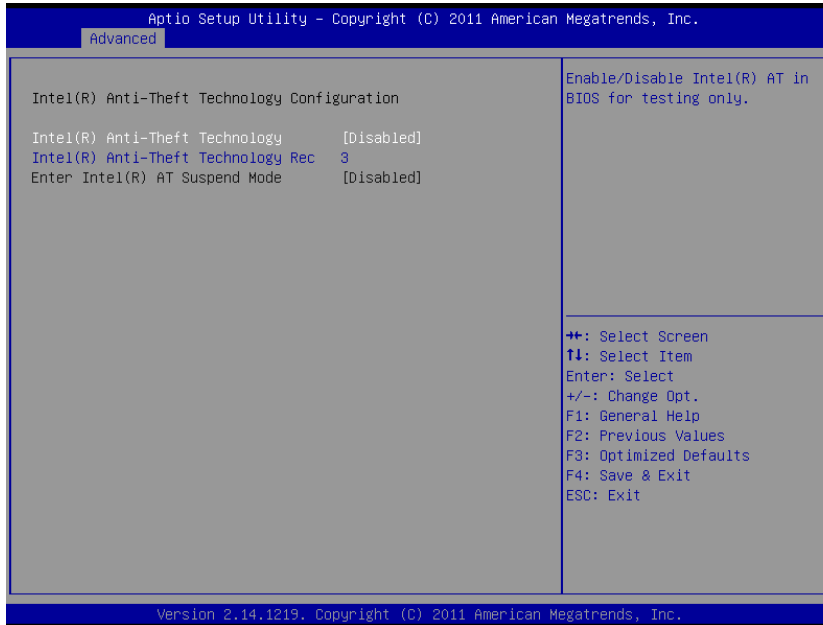 Aptio Setup Utility – Copyright (C) 2011 American Megatrends, Inc.
Advanced
Intel(R) Anti-Theft Technology Configuration
Intel(R) Anti-Theft Technology [Disabled]
Intel(R) Anti-Theft Technology Rec 3
Enter Intel(R) AT Suspend Mode [Disabled]
Enable/Disable Intel(R) AT in
BIOS for testing only.
→←: Select Screen
↑↓: Select Item
Enter: Select
+/-: Change Opt.
F1: General Help
F2: Previous Values
F3: Optimized Defaults
F4: Save & Exit
ESC: Exit
Version 2.14.1219. Copyright (C) 2011 American Megatrends, Inc.